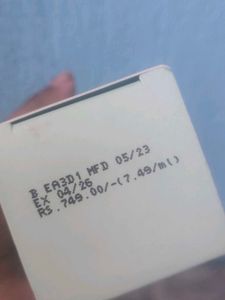 B EA3D1 MFD 05/23
EX 04/26
RS.749.00/-(7.49/ml)